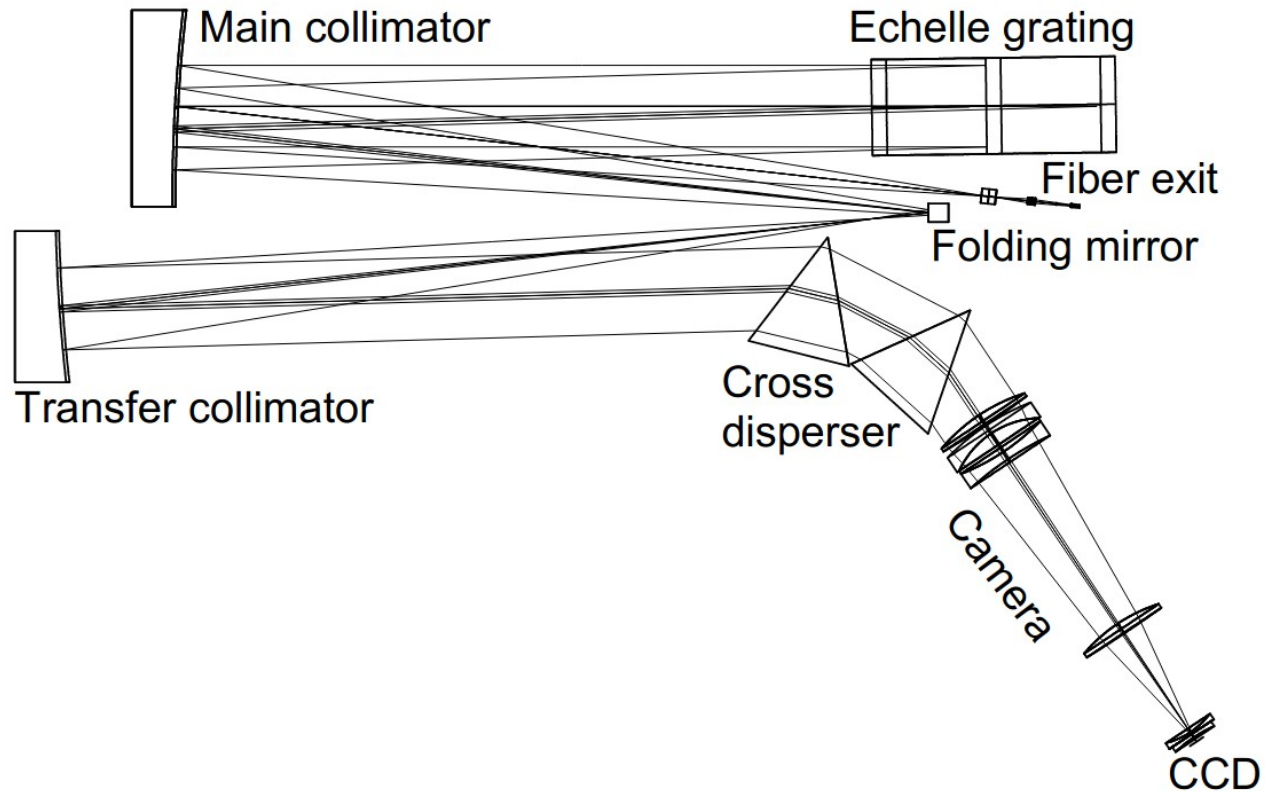 Main collimator
Echelle grating
Fiber exit
Folding mirror
Transfer collimator
Cross
disperser
Camera
CCD